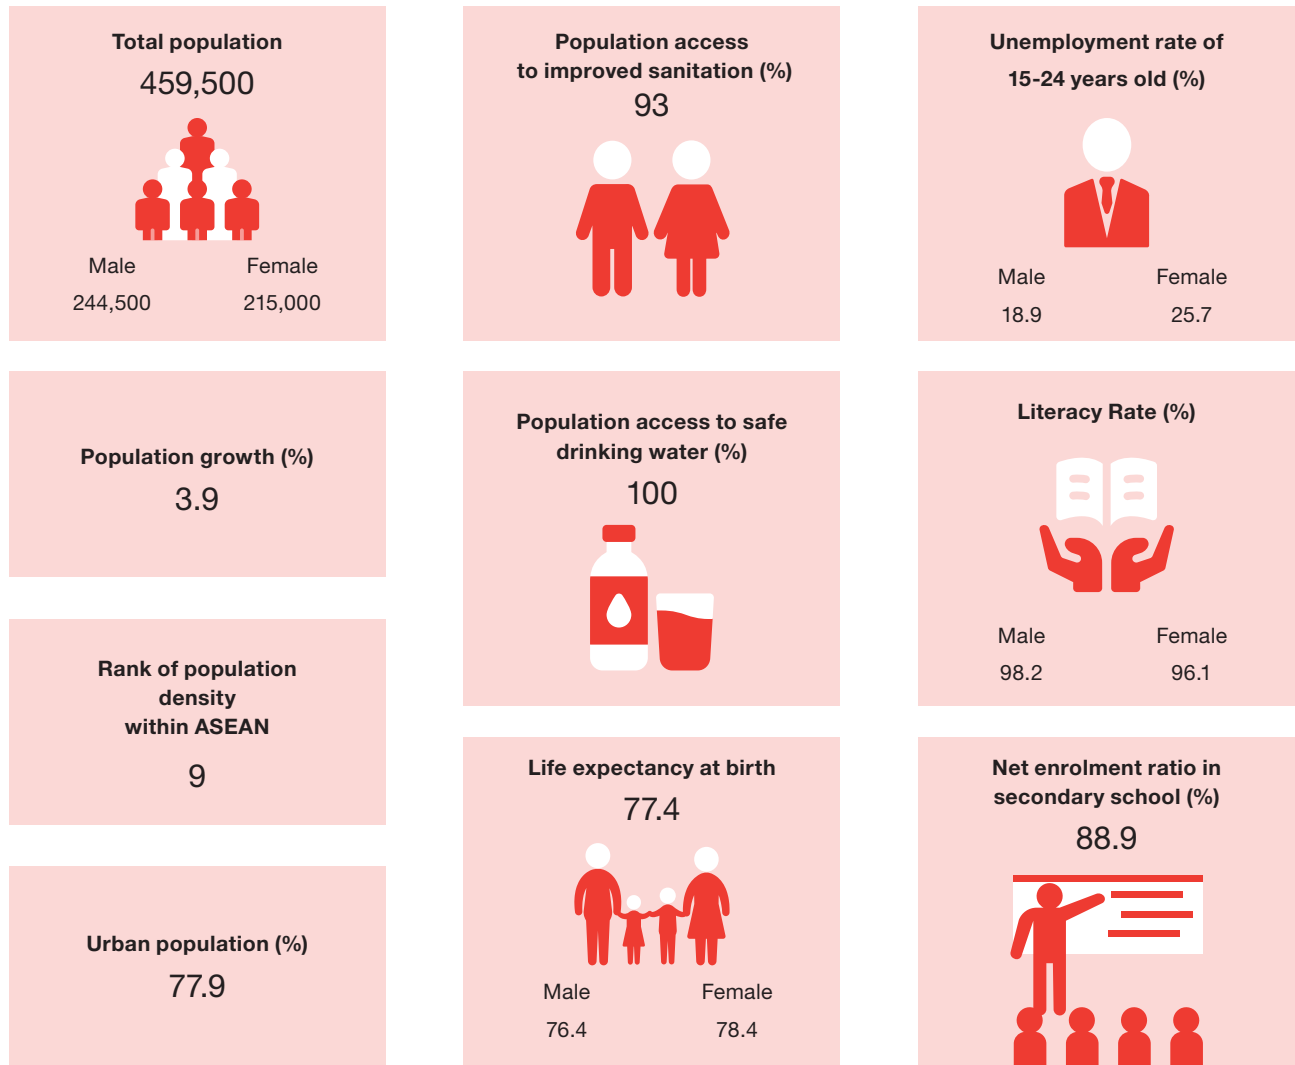 Total population
459,500
Male Female
244,500 215,000
Population growth (%)
3.9
Rank of population
density
within ASEAN
9
Urban population (%)
77.9
Population access
to improved sanitation (%)
93
Population access to safe
drinking water (%)
100
Life expectancy at birth
77.4
Male Female
76.4 78.4
Unemployment rate of
15-24 years old (%)
Male Female
18.9 25.7
Literacy Rate (%)
Male Female
98.2 96.1
Net enrolment ratio in
secondary school (%)
88.9